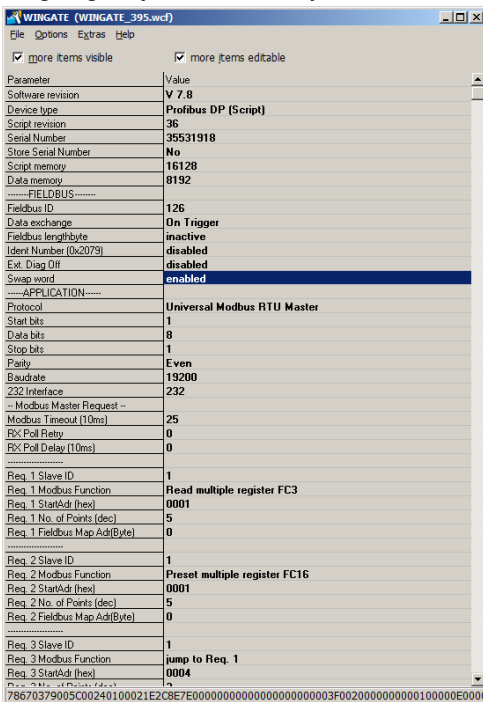 WINGATE (WINGATE_395.wcf)
File Options Extras Help
more items visible more items editable
Parameter Value
Software revision V 7.8
Device type Profibus DP (Script)
Script revision 36
Serial Number 35531918
Store Serial Number No
Script memory 16128
Data memory 8192
--------FIELDBUS--------
Fieldbus ID 126
Data exchange On Trigger
Fieldbus lengthbyte inactive
Ident Number (0x2079) disabled
Ext. Diag Off disabled
Swap word enabled
------APPLICATION------
Protocol Universal Modbus RTU Master
Start bits 1
Data bits 8
Stop bits 1
Parity Even
Baudrate 19200
232 Interface 232
-- Modbus Master Request --
Modbus Timeout (10ms) 25
RX Poll Retry 0
RX Poll Delay (10ms) 0
---------------------
Req. 1 Slave ID 1
Req. 1 Modbus Function Read multiple register FC3
Req. 1 StartAdr (hex) 0001
Req. 1 No. of Points (dec) 5
Req. 1 Fieldbus Map Adr(Byte) 0
---------------------
Req. 2 Slave ID 1
Req. 2 Modbus Function Preset multiple register FC16
Req. 2 StartAdr (hex) 0001
Req. 2 No. of Points (dec) 5
Req. 2 Fieldbus Map Adr(Byte) 0
---------------------
Req. 3 Slave ID 1
Req. 3 Modbus Function jump to Req. 1
Req. 3 StartAdr (hex) 0004